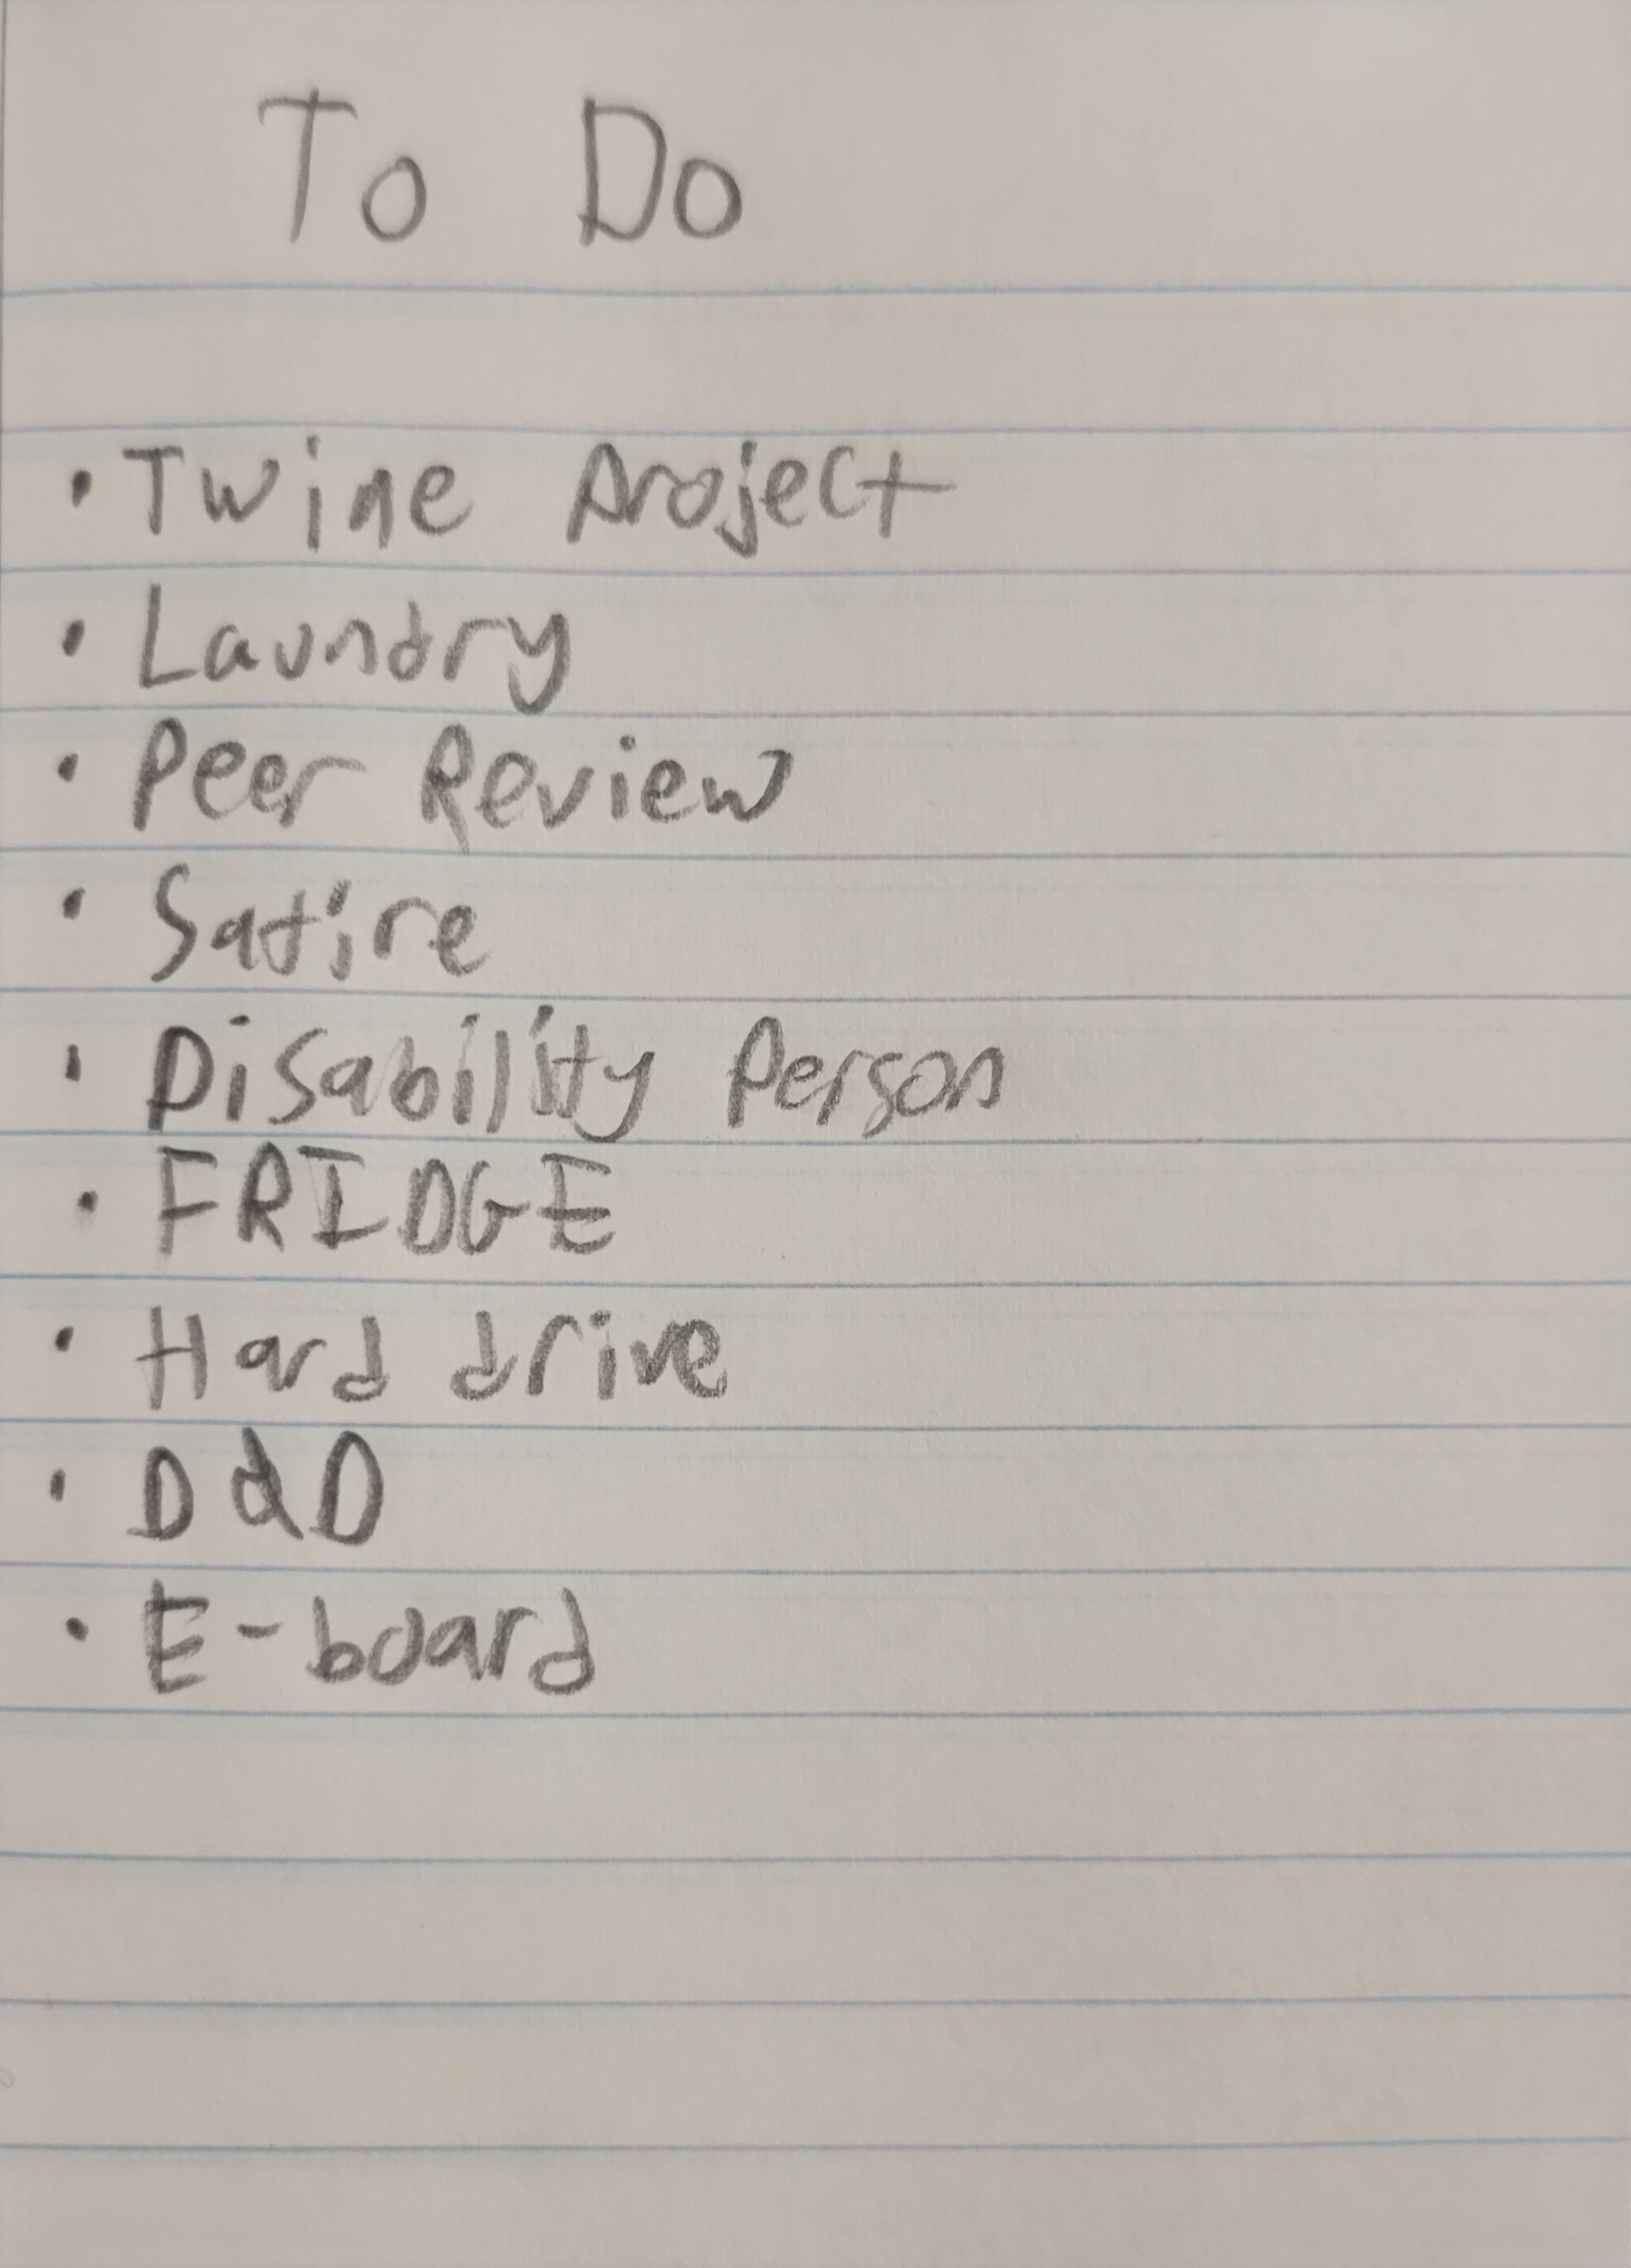 To Do
• Twine project
• Laundry
• Peer Review
• Satire
• Disability Person
• FRIDGE
• Hard drive
• D&D
• E-board